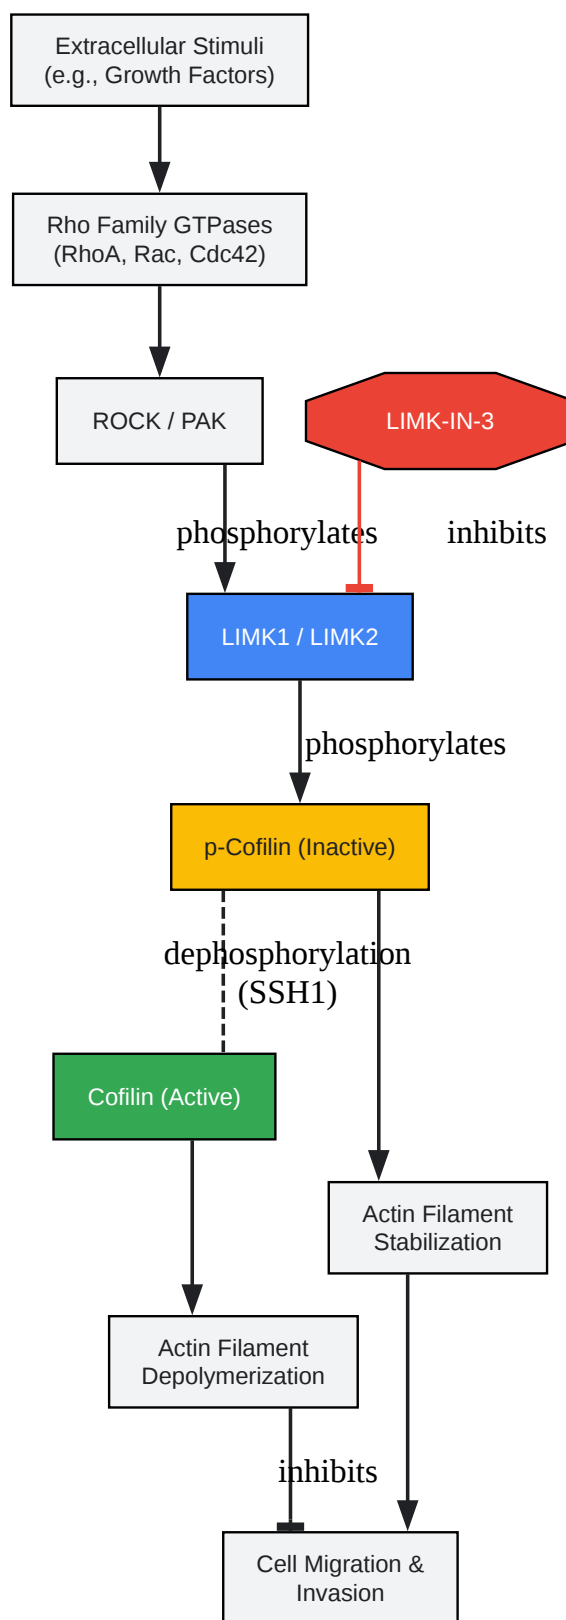 Extracellular Stimuli
(e.g., Growth Factors)
Rho Family GTPases
(RhoA, Rac, Cdc42)
ROCK / PAK
LIMK-IN-3
phosphorylates
inhibits
LIMK1 / LIMK2
phosphorylates
p-Cofilin (Inactive)
dephosphorylation
(SSH1)
Cofilin (Active)
Actin Filament
Stabilization
Actin Filament
Depolymerization
inhibits
Cell Migration &
Invasion